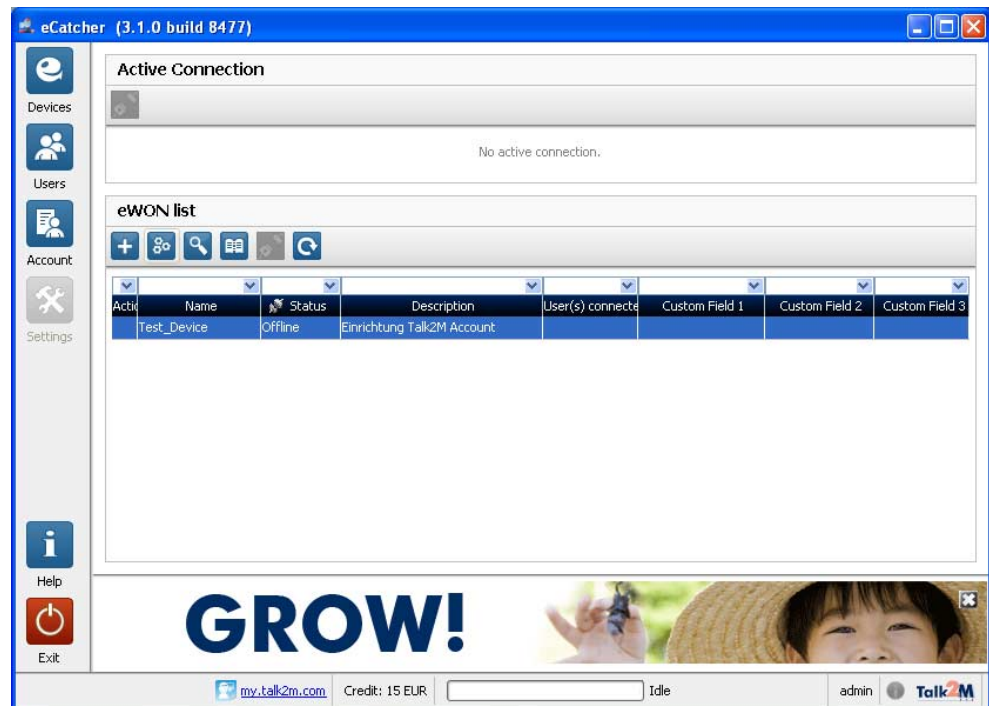 eCatcher (3.1.0 build 8477)
Devices
Users
Account
Settings
Help
Exit
Active Connection
No active connection.
eWON list
Actic Name Status Description User(s) connecte Custom Field 1 Custom Field 2 Custom Field 3
Test_Device Offline Einrichtung Talk2M Account
GROW!
my.talk2m.com Credit: 15 EUR Idle admin Talk2M